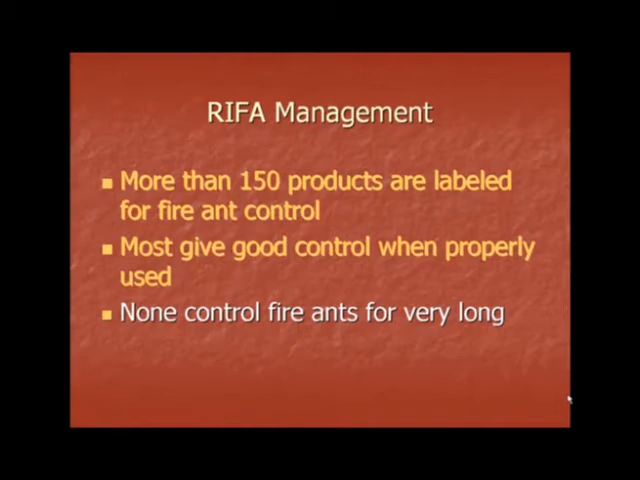 RIFA Management
More than 150 products are labeled
for fire ant control
Most give good control when properly
used
None control fire ants for very long